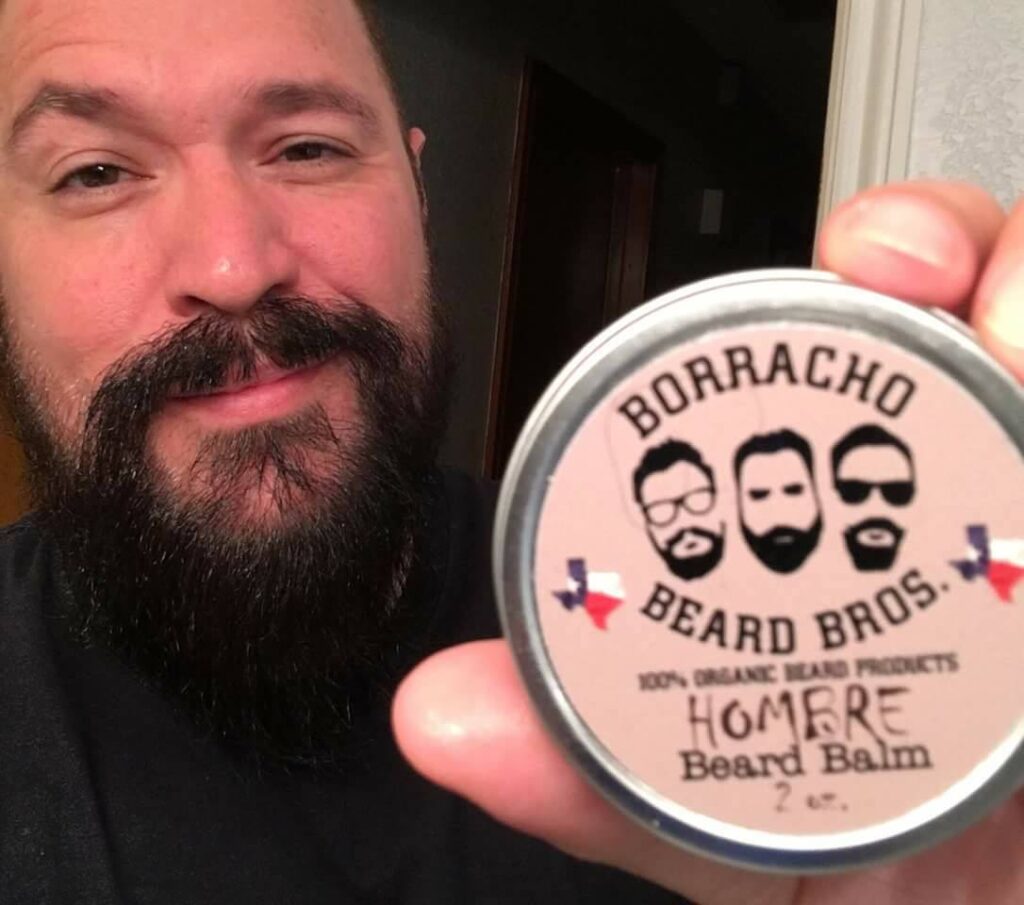 BORRACHO
BEARD BROS.
100% ORGANIC BEARD PRODUCTS
HOMBRE
Beard Balm
2 oz.